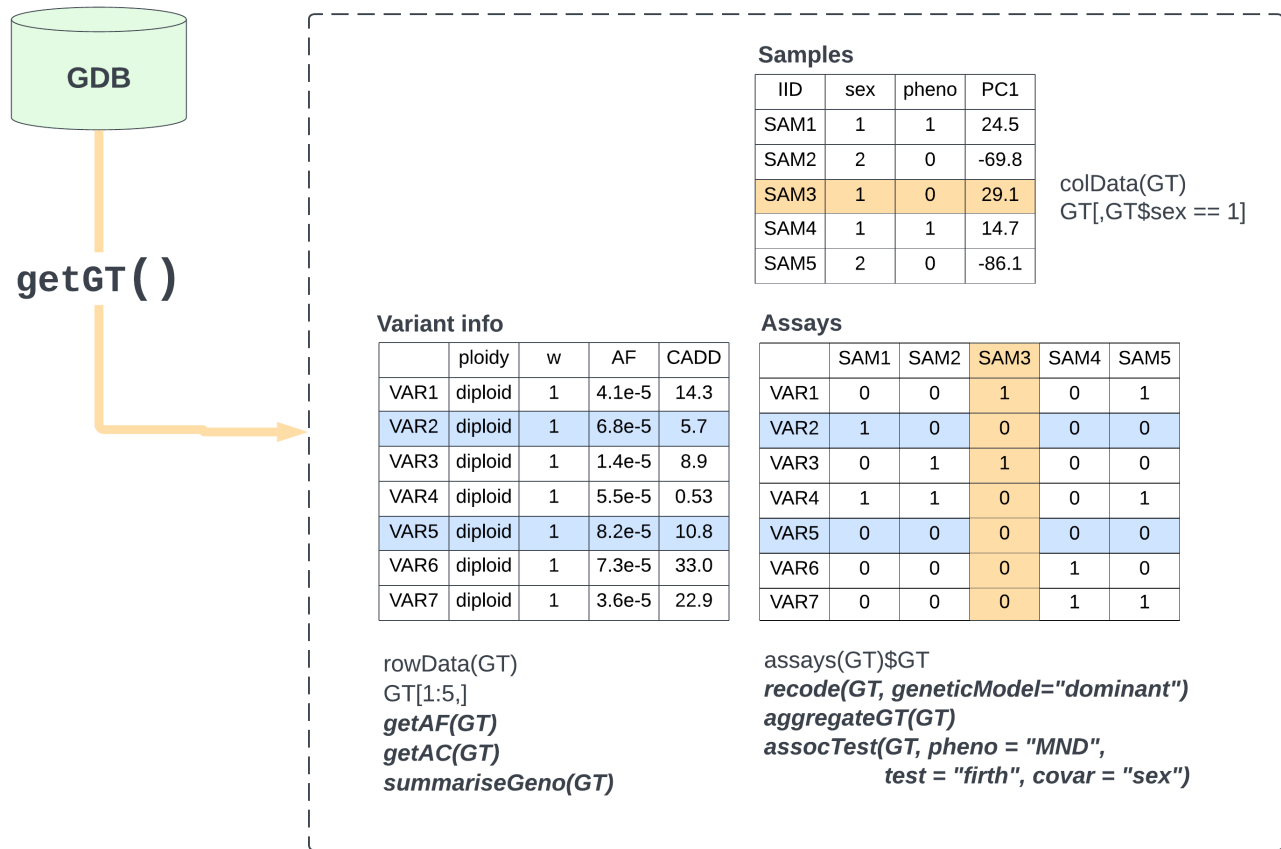 GDB
getGT()
Samples
IID sex pheno PC1
SAM1 1 1 24.5
SAM2 2 0 -69.8
SAM3 1 0 29.1
SAM4 1 1 14.7
SAM5 2 0 -86.1
colData(GT)
GT[,GT$sex == 1]
Variant info
ploidy w AF CADD
VAR1 diploid 1 4.1e-5 14.3
VAR2 diploid 1 6.8e-5 5.7
VAR3 diploid 1 1.4e-5 8.9
VAR4 diploid 1 5.5e-5 0.53
VAR5 diploid 1 8.2e-5 10.8
VAR6 diploid 1 7.3e-5 33.0
VAR7 diploid 1 3.6e-5 22.9
rowData(GT)
GT[1:5,]
getAF(GT)
getAC(GT)
summariseGeno(GT)
Assays
SAM1 SAM2 SAM3 SAM4 SAM5
VAR1 0 0 1 0 1
VAR2 1 0 0 0 0
VAR3 0 1 1 0 0
VAR4 1 1 0 0 1
VAR5 0 0 0 0 0
VAR6 0 0 0 1 0
VAR7 0 0 0 1 1
assays(GT)$GT
recode(GT, geneticModel="dominant")
aggregateGT(GT)
assocTest(GT, pheno = "MND",
test = "firth", covar = "sex")